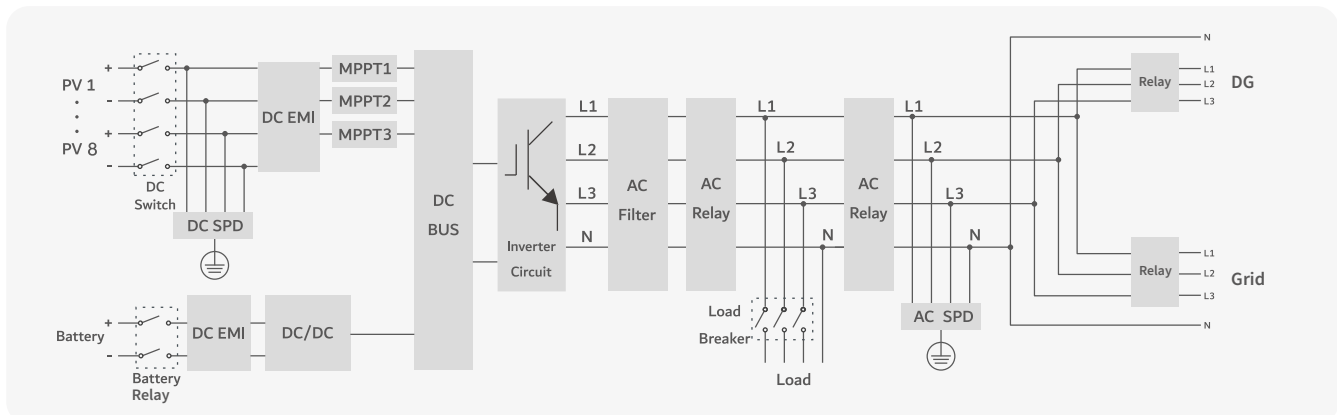 PV 1
PV 8
+
-
+
-
DC
Switch
DC SPD
DC EMI
MPPT1
MPPT2
MPPT3
Battery
+
-
Battery
Relay
DC EMI
DC/DC
DC
BUS
Inverter
Circuit
L1
L2
L3
N
AC
Filter
AC
Relay
L1
L2
L3
N
Load
Breaker
Load
AC
Relay
L1
L2
L3
N
AC SPD
N
Relay
L1
L2
L3
DG
Relay
L1
L2
L3
Grid
N